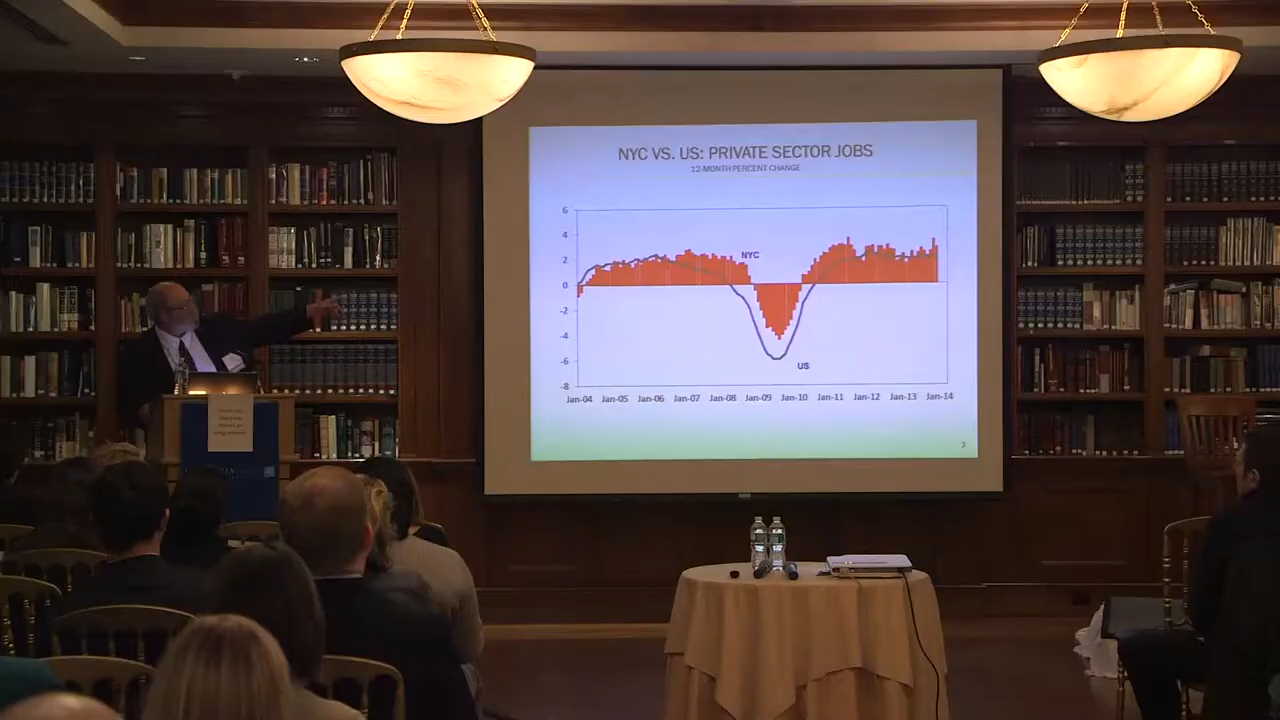 NYC VS. US: PRIVATE SECTOR JOBS
12-MONTH PERCENT CHANGE
6
4
NYC
2
0
-2
-4
-6
US
-8
Jan-04 Jan-05 Jan-06 Jan-07 Jan-08 Jan-09 Jan-10 Jan-11 Jan-12 Jan-13 Jan-14